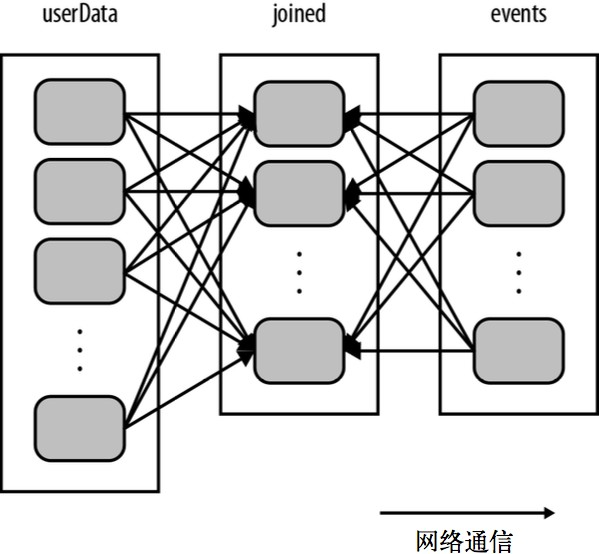 userData
joined
events
网络通信